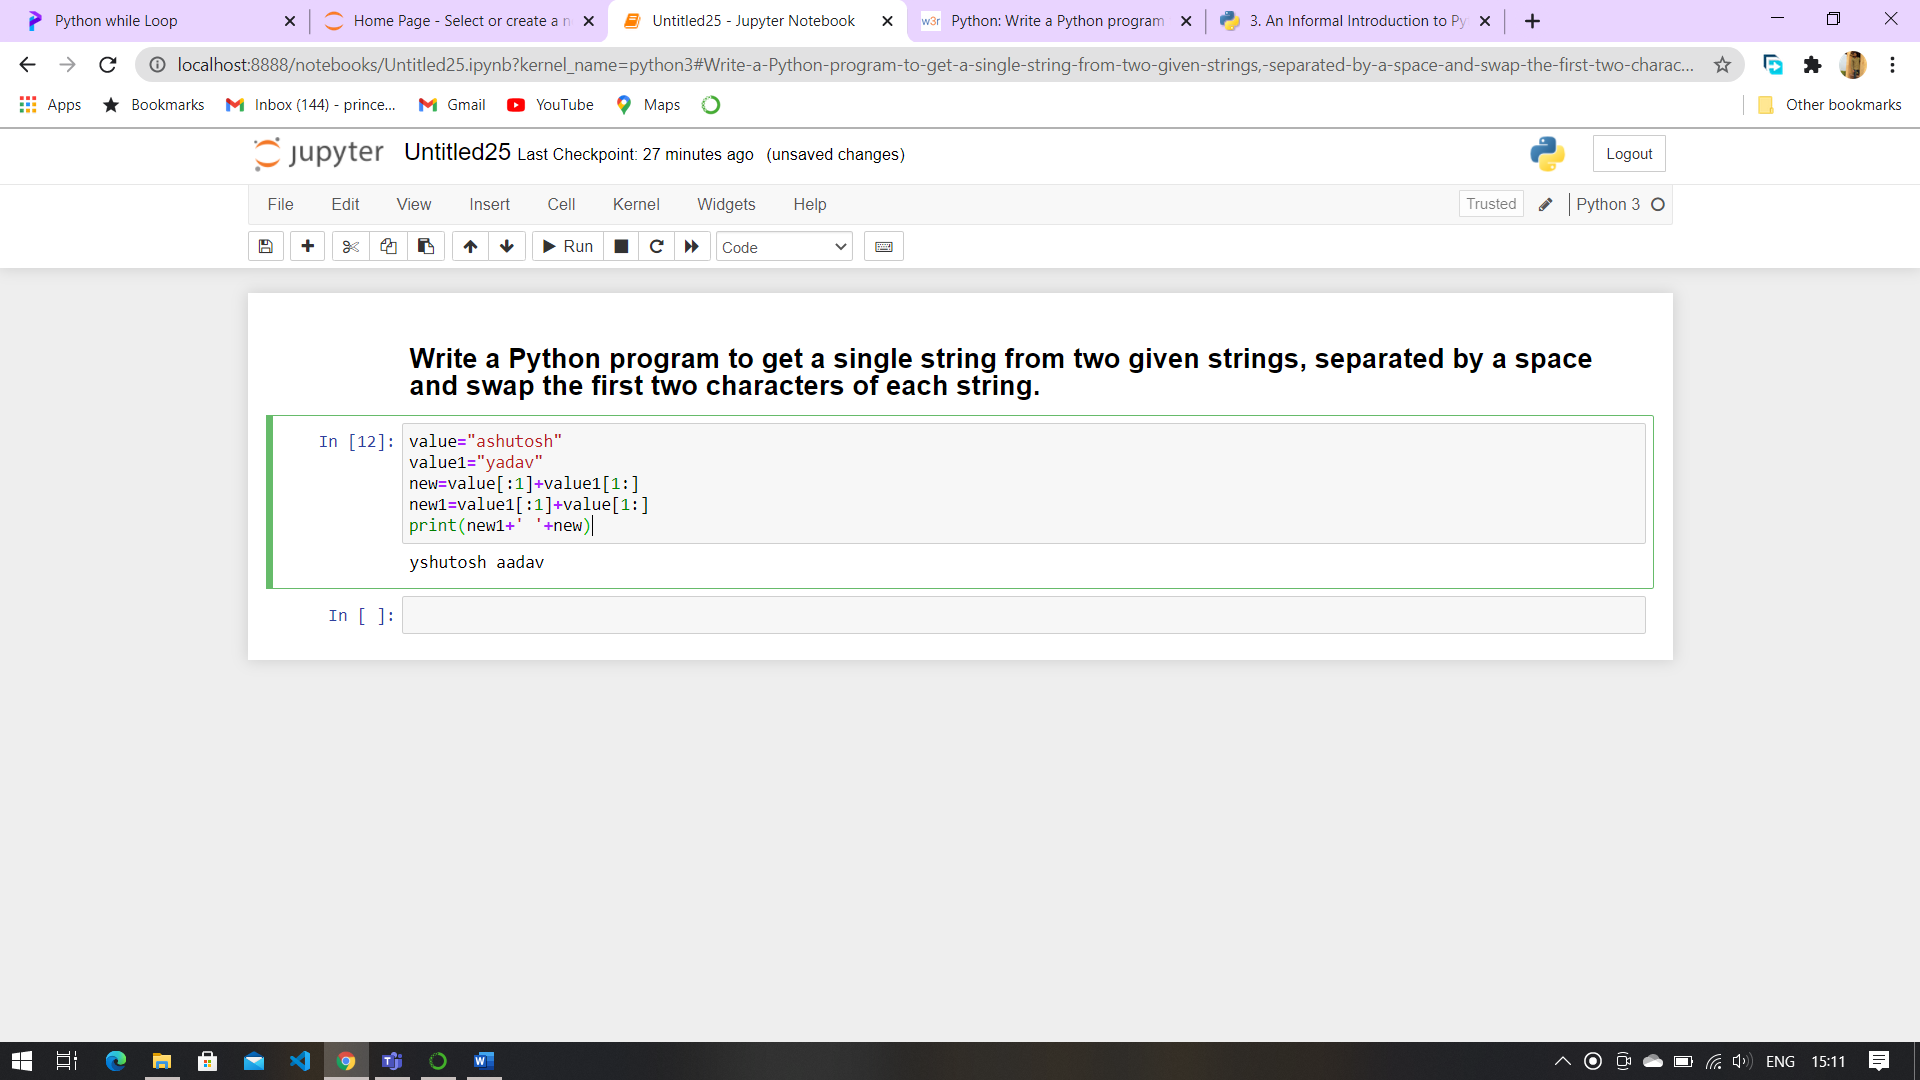 Python while Loop
Home Page - Select or create a n
Untitled25 - Jupyter Notebook
w3r Python: Write a Python program
3. An Informal Introduction to Py
localhost:8888/notebooks/Untitled25.ipynb?kernel_name=python3#Write-a-Python-program-to-get-a-single-string-from-two-given-strings,-separated-by-a-space-and-swap-the-first-two-charac...
Apps Bookmarks Inbox (144) - prince... Gmail YouTube Maps Other bookmarks
jupyter Untitled25 Last Checkpoint: 27 minutes ago (unsaved changes) Logout
File Edit View Insert Cell Kernel Widgets Help Trusted Python 3
Run Code
Write a Python program to get a single string from two given strings, separated by a space
and swap the first two characters of each string.
In [12]: value="ashutosh"
value1="yadav"
new=value[:1]+value1[1:]
new1=value1[:1]+value[1:]
print(new1+' '+new)
yshutosh aadav
In [ ]:
ENG 15:11